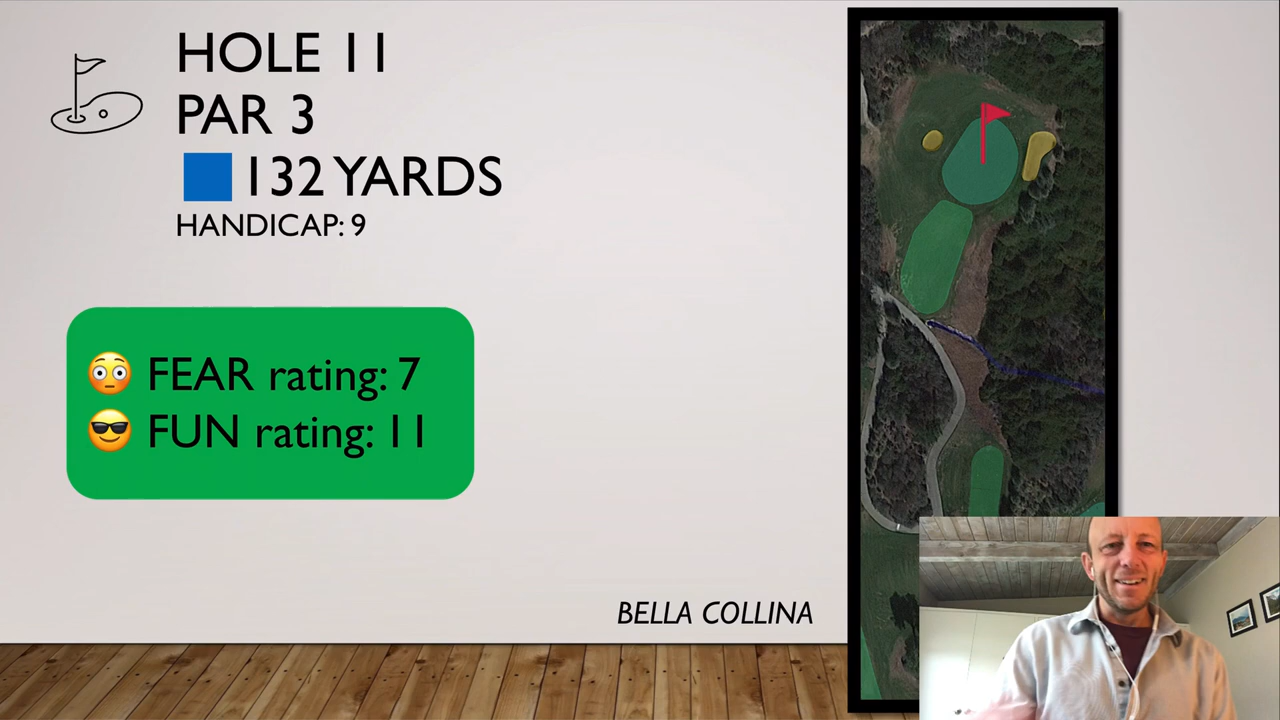 HOLE 11
PAR 3
132 YARDS
HANDICAP: 9
FEAR rating: 7
FUN rating: 11
BELLA COLLINA